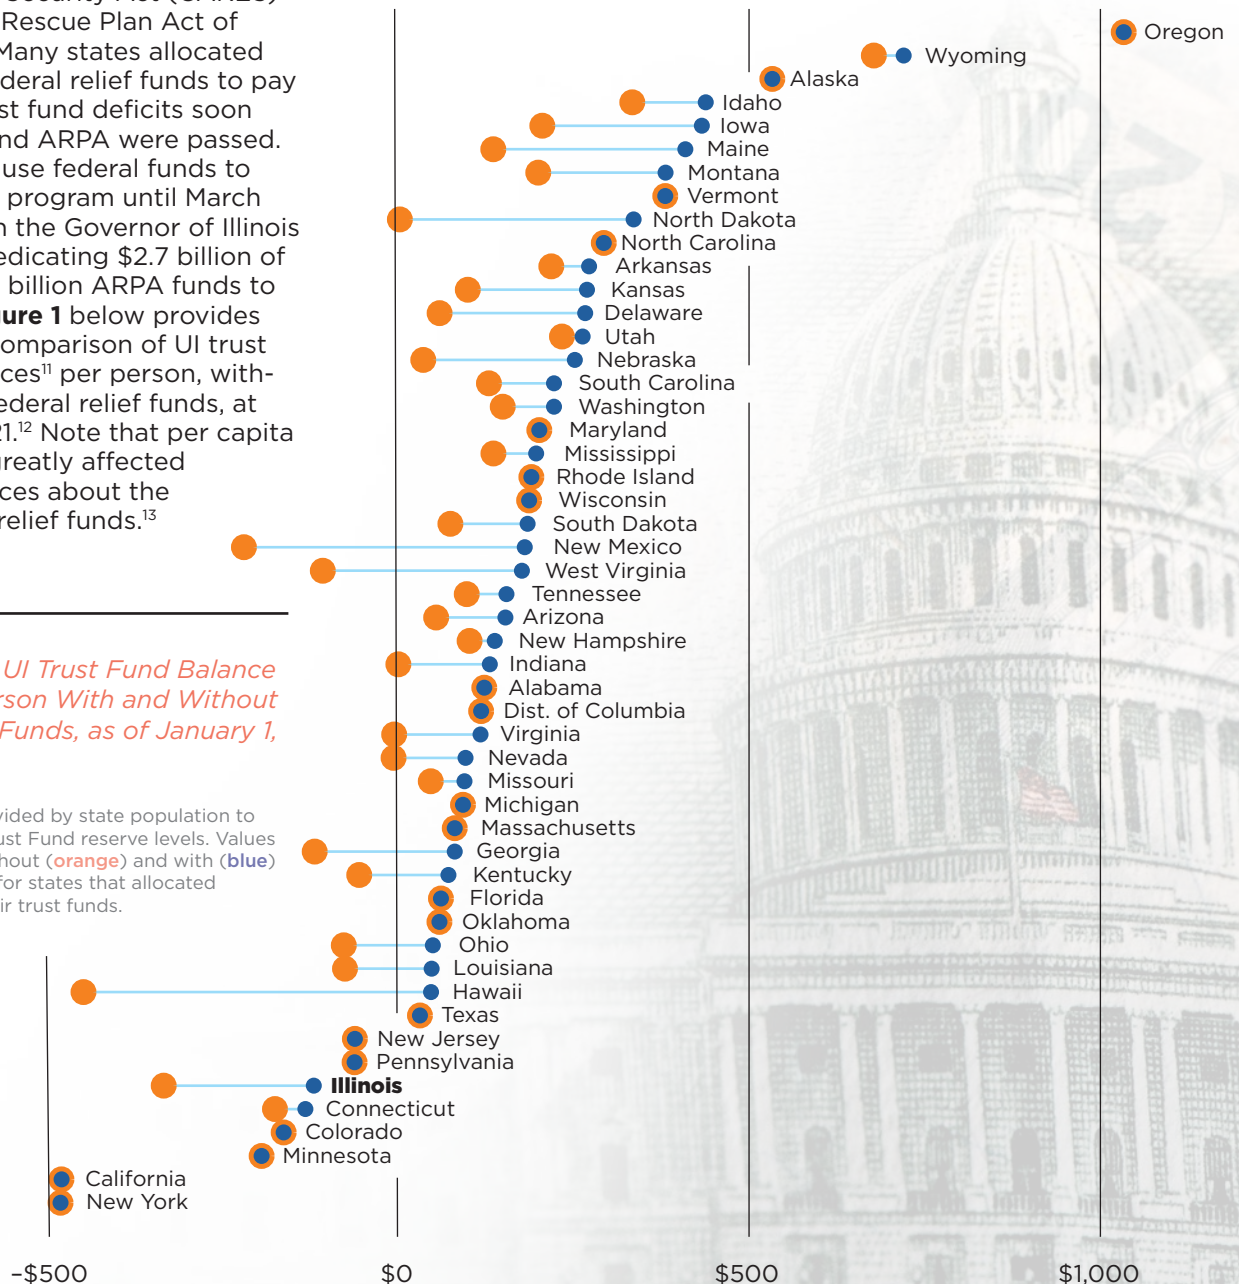 Rescue Plan Act of
Many states allocated
ederal relief funds to pay
st fund deficits soon
nd ARPA were passed.
use federal funds to
program until March
n the Governor of Illinois
edicating $2.7 billion of
billion ARPA funds to
gure 1 below provides
comparison of UI trust
ces¹¹ per person, with-
ederal relief funds, at
21.¹² Note that per capita
greatly affected
ces about the
relief funds.¹³
UI Trust Fund Balance
rson With and Without
Funds, as of January 1,
vided by state population to
ust Fund reserve levels. Values
hout (orange) and with (blue)
for states that allocated
ir trust funds.
Oregon
Wyoming
Alaska
Idaho
Iowa
Maine
Montana
Vermont
North Dakota
North Carolina
Arkansas
Kansas
Delaware
Utah
Nebraska
South Carolina
Washington
Maryland
Mississippi
Rhode Island
Wisconsin
South Dakota
New Mexico
West Virginia
Tennessee
Arizona
New Hampshire
Indiana
Alabama
Dist. of Columbia
Virginia
Nevada
Missouri
Michigan
Massachusetts
Georgia
Kentucky
Florida
Oklahoma
Ohio
Louisiana
Hawaii
Texas
New Jersey
Pennsylvania
Illinois
Connecticut
Colorado
Minnesota
California
New York
-$500 $0 $500 $1,000